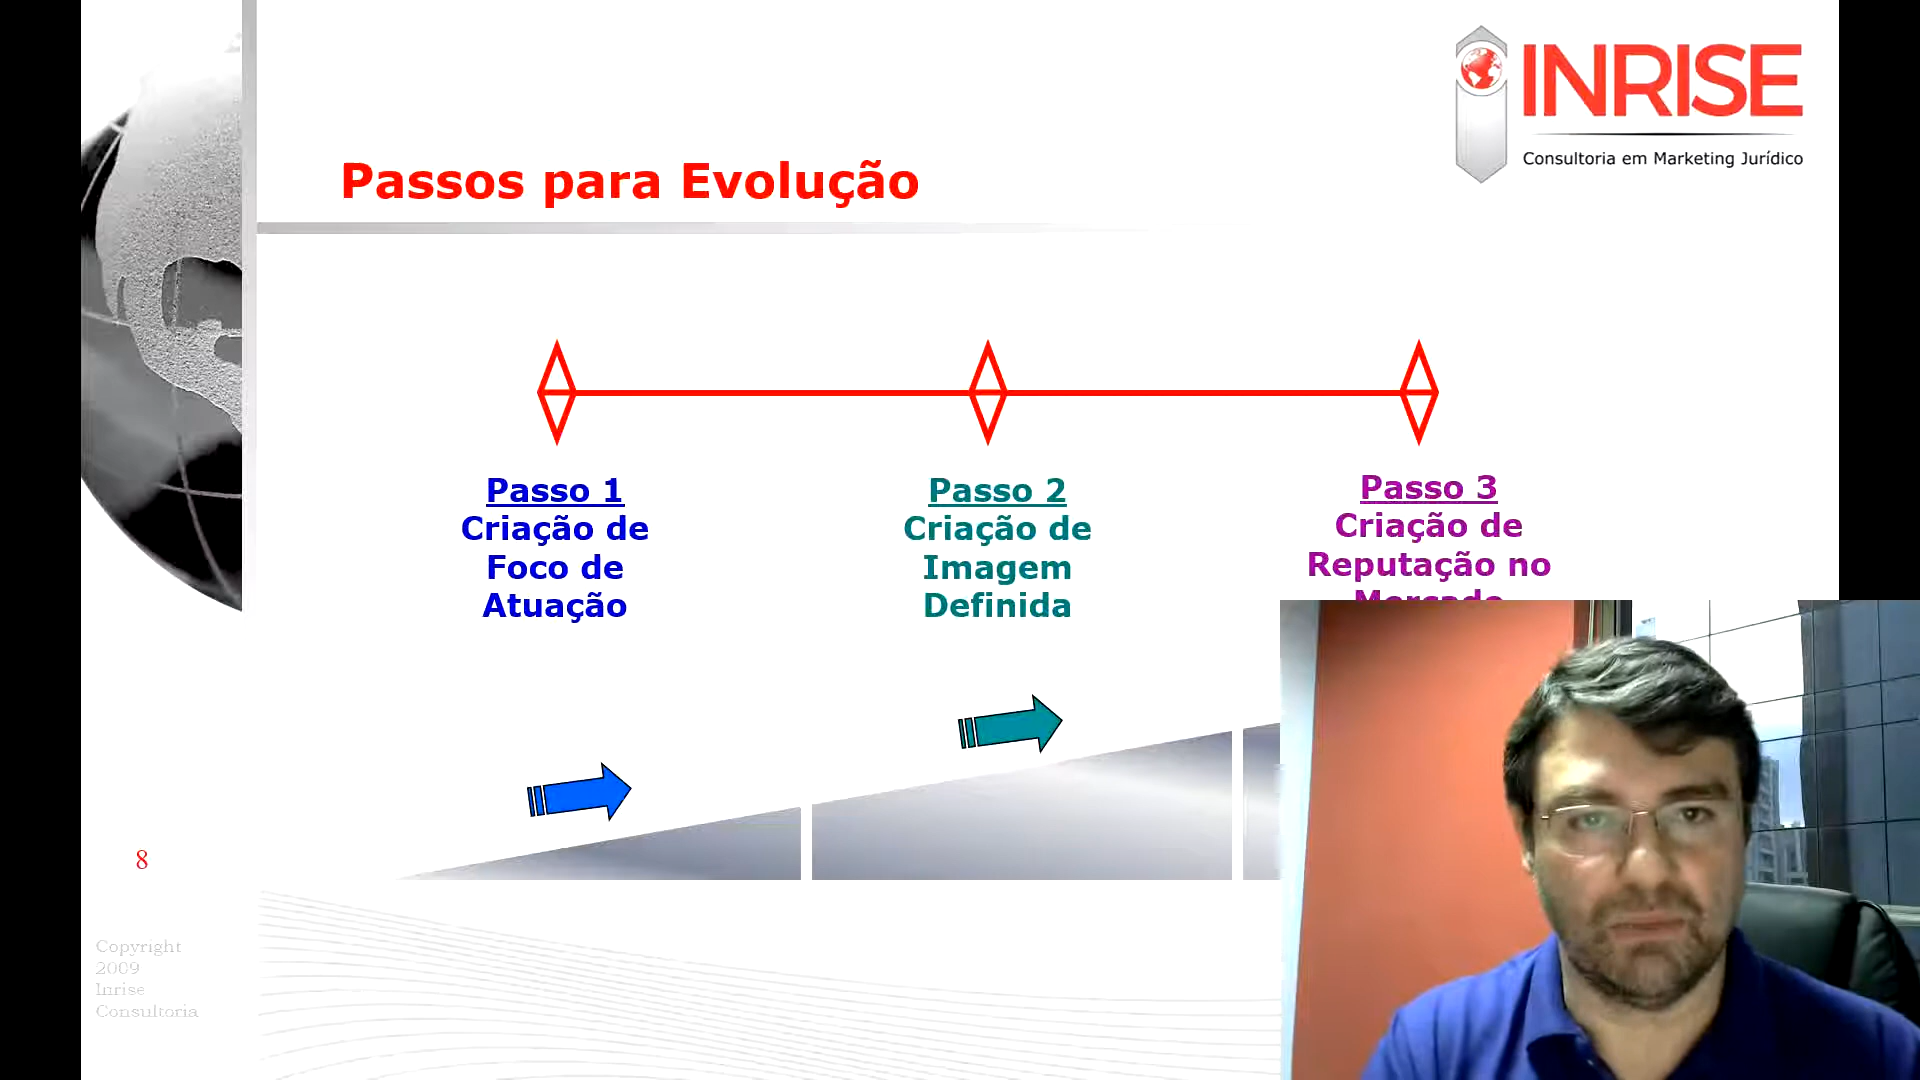 INRISE
Consultoria em Marketing Jurídico
Passos para Evolução
Passo 1
Criação de
Foco de
Atuação
Passo 2
Criação de
Imagem
Definida
Passo 3
Criação de
Reputação no
Mercado
8
Copyright
2009
Inrise
Consultoria